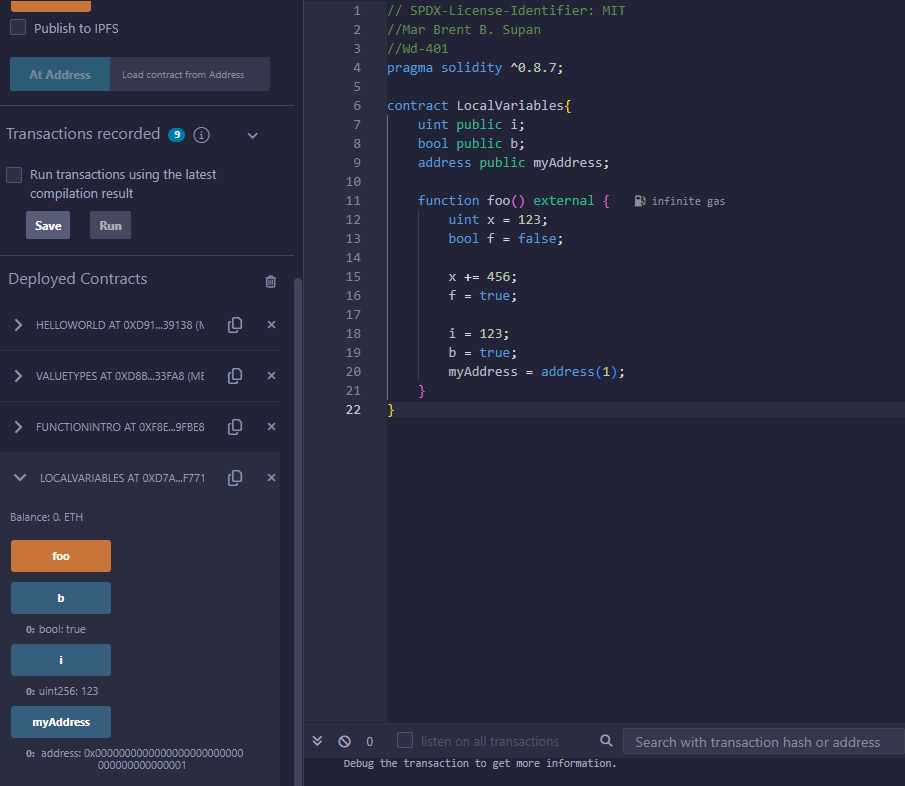 Publish to IPFS
At Address
Load contract from Address
Transactions recorded 9 i
Run transactions using the latest
compilation result
Save
Run
Deployed Contracts
HELLOWORLD AT 0XD91...39138 (M
VALUETYPES AT 0XD8B...33FA8 (ME
FUNCTIONINTRO AT 0XF8E...9FBE8
LOCALVARIABLES AT 0XD7A...F771
Balance: 0. ETH
foo
b
0: bool: true
i
0: uint256: 123
myAddress
0: address: 0x00000000000000000000000000
00000000000000001
1 // SPDX-License-Identifier: MIT
2 //Mar Brent B. Supan
3 //Wd-401
4 pragma solidity ^0.8.7;
5
6 contract LocalVariables{
7 uint public i;
8 bool public b;
9 address public myAddress;
10
11 function foo() external { infinite gas
12 uint x = 123;
13 bool f = false;
14
15 x += 456;
16 f = true;
17
18 i = 123;
19 b = true;
20 myAddress = address(1);
21 }
22 }
0
listen on all transactions
Search with transaction hash or address
Debug the transaction to get more information.